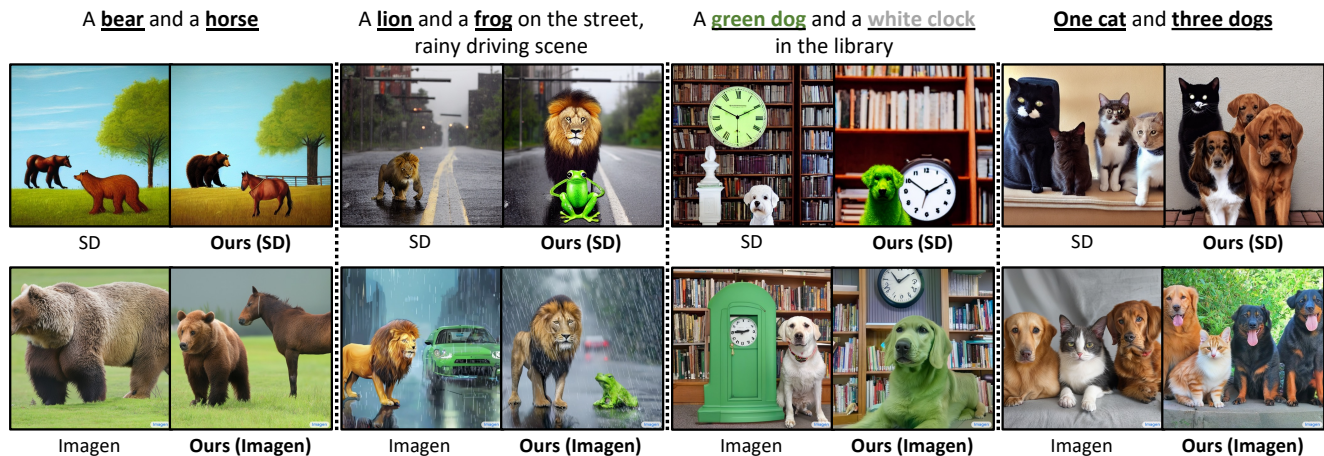 A bear and a horse
A lion and a frog on the street,
rainy driving scene
A green dog and a white clock
in the library
One cat and three dogs
SD
Ours (SD)
SD
Ours (SD)
SD
Ours (SD)
SD
Ours (SD)
Imagen
Ours (Imagen)
Imagen
Ours (Imagen)
Imagen
Ours (Imagen)
Imagen
Ours (Imagen)